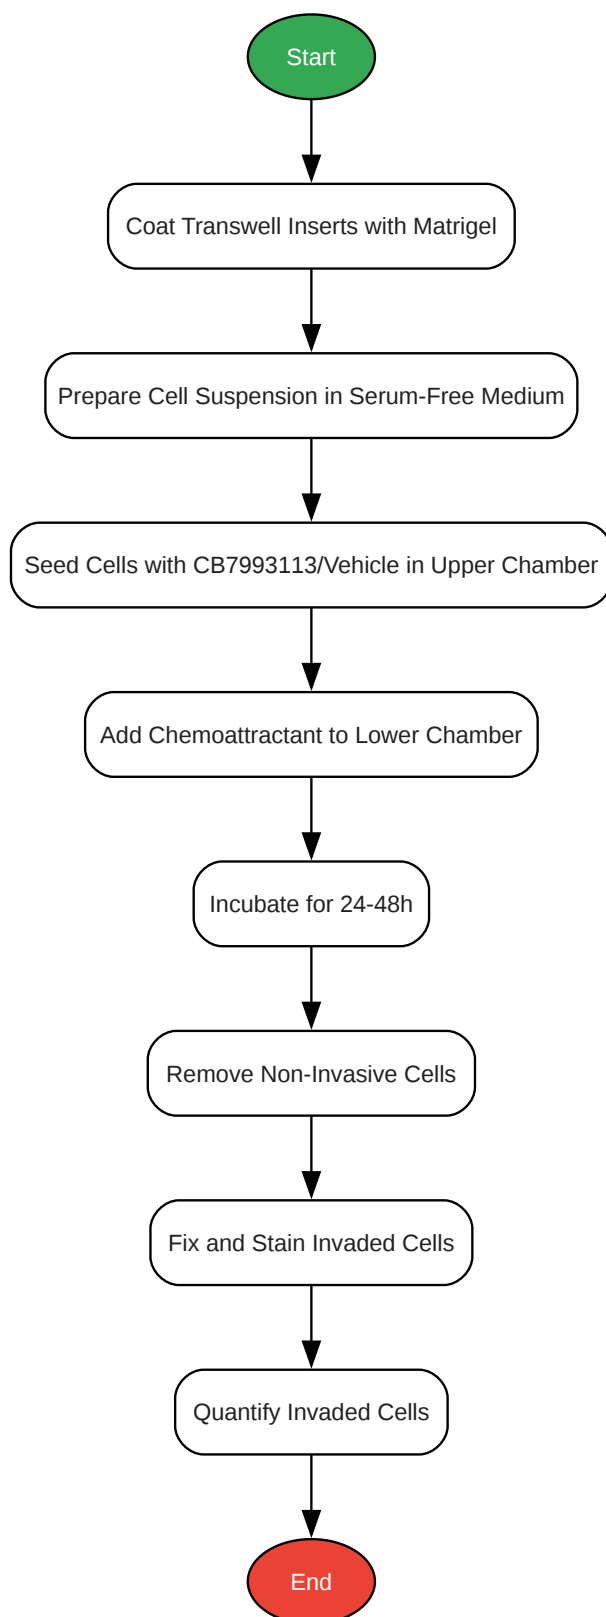 Start
Coat Transwell Inserts with Matrigel
Prepare Cell Suspension in Serum-Free Medium
Seed Cells with CB7993113/Vehicle in Upper Chamber
Add Chemoattractant to Lower Chamber
Incubate for 24-48h
Remove Non-Invasive Cells
Fix and Stain Invaded Cells
Quantify Invaded Cells
End